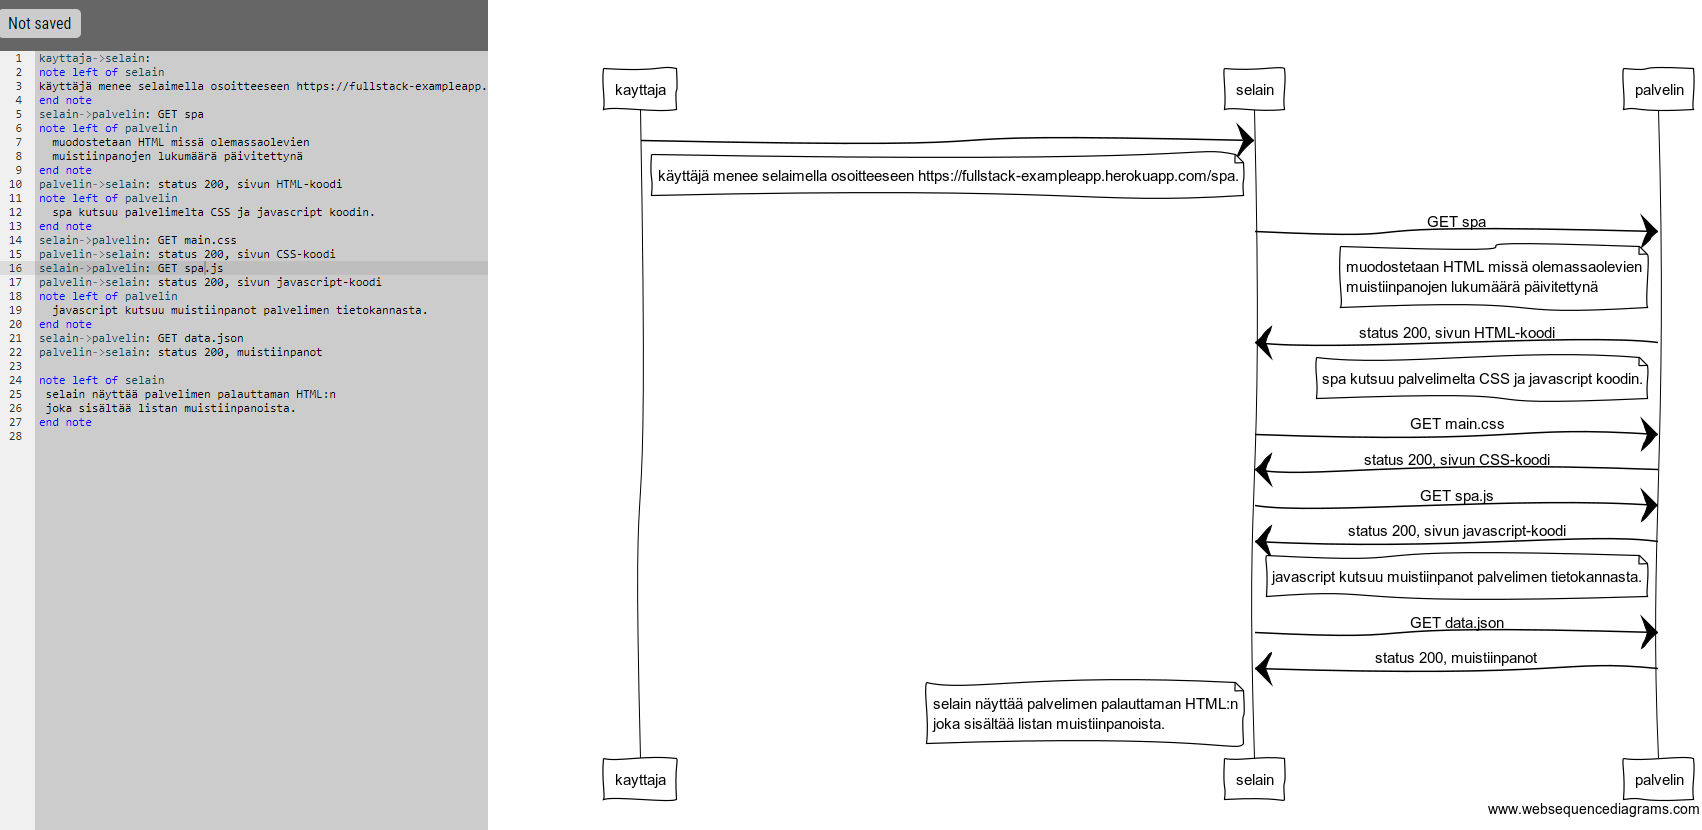 Not saved
1 kayttaja->selain:
2 note left of selain
3 käyttäjä menee selaimella osoitteeseen https://fullstack-exampleapp.
4 end note
5 selain->palvelin: GET spa
6 note left of palvelin
7 muodostetaan HTML missä olemassaolevien
8 muistiinpanojen lukumäärä päivitettynä
9 end note
10 palvelin->selain: status 200, sivun HTML-koodi
11 note left of palvelin
12 spa kutsuu palvelimelta CSS ja javascript koodin.
13 end note
14 selain->palvelin: GET main.css
15 palvelin->selain: status 200, sivun CSS-koodi
16 selain->palvelin: GET spa.js
17 palvelin->selain: status 200, sivun javascript-koodi
18 note left of palvelin
19 javascript kutsuu muistiinpanot palvelimen tietokannasta.
20 end note
21 selain->palvelin: GET data.json
22 palvelin->selain: status 200, muistiinpanot
23
24 note left of selain
25 selain näyttää palvelimen palauttaman HTML:n
26 joka sisältää listan muistiinpanoista.
27 end note
28
kayttaja
selain
palvelin
käyttäjä menee selaimella osoitteeseen https://fullstack-exampleapp.herokuapp.com/spa.
GET spa
muodostetaan HTML missä olemassaolevien
muistiinpanojen lukumäärä päivitettynä
status 200, sivun HTML-koodi
spa kutsuu palvelimelta CSS ja javascript koodin.
GET main.css
status 200, sivun CSS-koodi
GET spa.js
status 200, sivun javascript-koodi
javascript kutsuu muistiinpanot palvelimen tietokannasta.
GET data.json
status 200, muistiinpanot
selain näyttää palvelimen palauttaman HTML:n
joka sisältää listan muistiinpanoista.
kayttaja
selain
palvelin
www.websequencediagrams.com